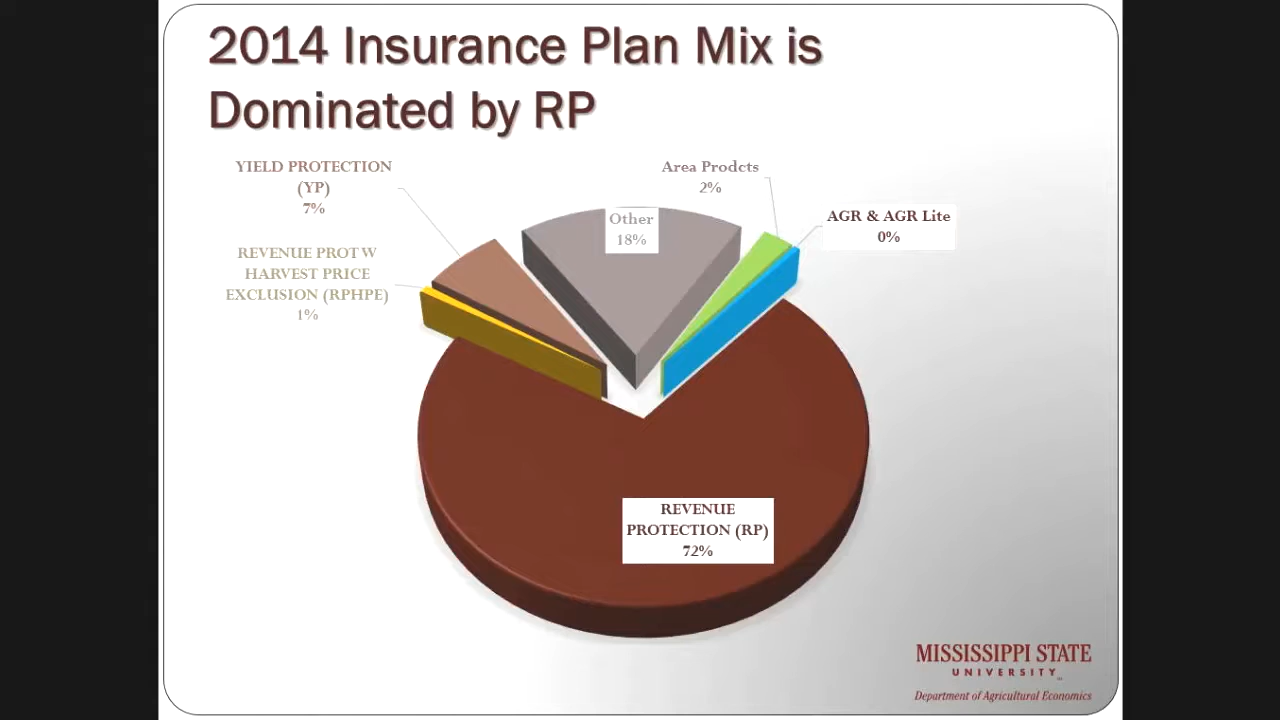 2014 Insurance Plan Mix is
Dominated by RP
YIELD PROTECTION
(YP)
7%
REVENUE PROT W
HARVEST PRICE
EXCLUSION (RPHPE)
1%
Other
18%
Area Prodcts
2%
AGR & AGR Lite
0%
REVENUE
PROTECTION (RP)
72%
MISSISSIPPI STATE
UNIVERSITY™
Department of Agricultural Economics